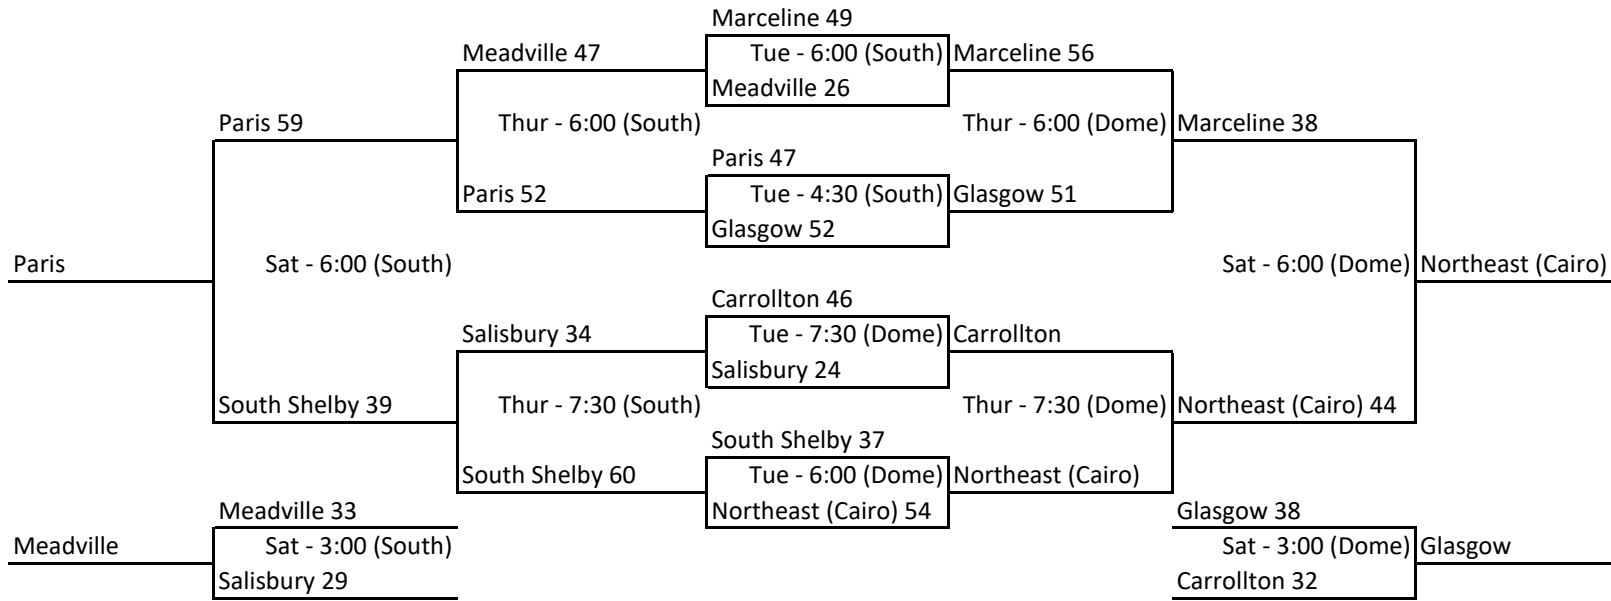 Marceline 49
Meadville 47 Tue - 6:00 (South) Marceline 56
Meadville 26
Paris 59 Thur - 6:00 (South) Thur - 6:00 (Dome) Marceline 38
Paris 47
Paris 52 Tue - 4:30 (South) Glasgow 51
Glasgow 52
Paris Sat - 6:00 (South) Sat - 6:00 (Dome) Northeast (Cairo)
Carrollton 46
Salisbury 34 Tue - 7:30 (Dome) Carrollton
Salisbury 24
South Shelby 39 Thur - 7:30 (South) Thur - 7:30 (Dome) Northeast (Cairo) 44
South Shelby 37
South Shelby 60 Tue - 6:00 (Dome) Northeast (Cairo)
Meadville 33 Northeast (Cairo) 54 Glasgow 38
Meadville Sat - 3:00 (South) Sat - 3:00 (Dome) Glasgow
Salisbury 29 Carrollton 32